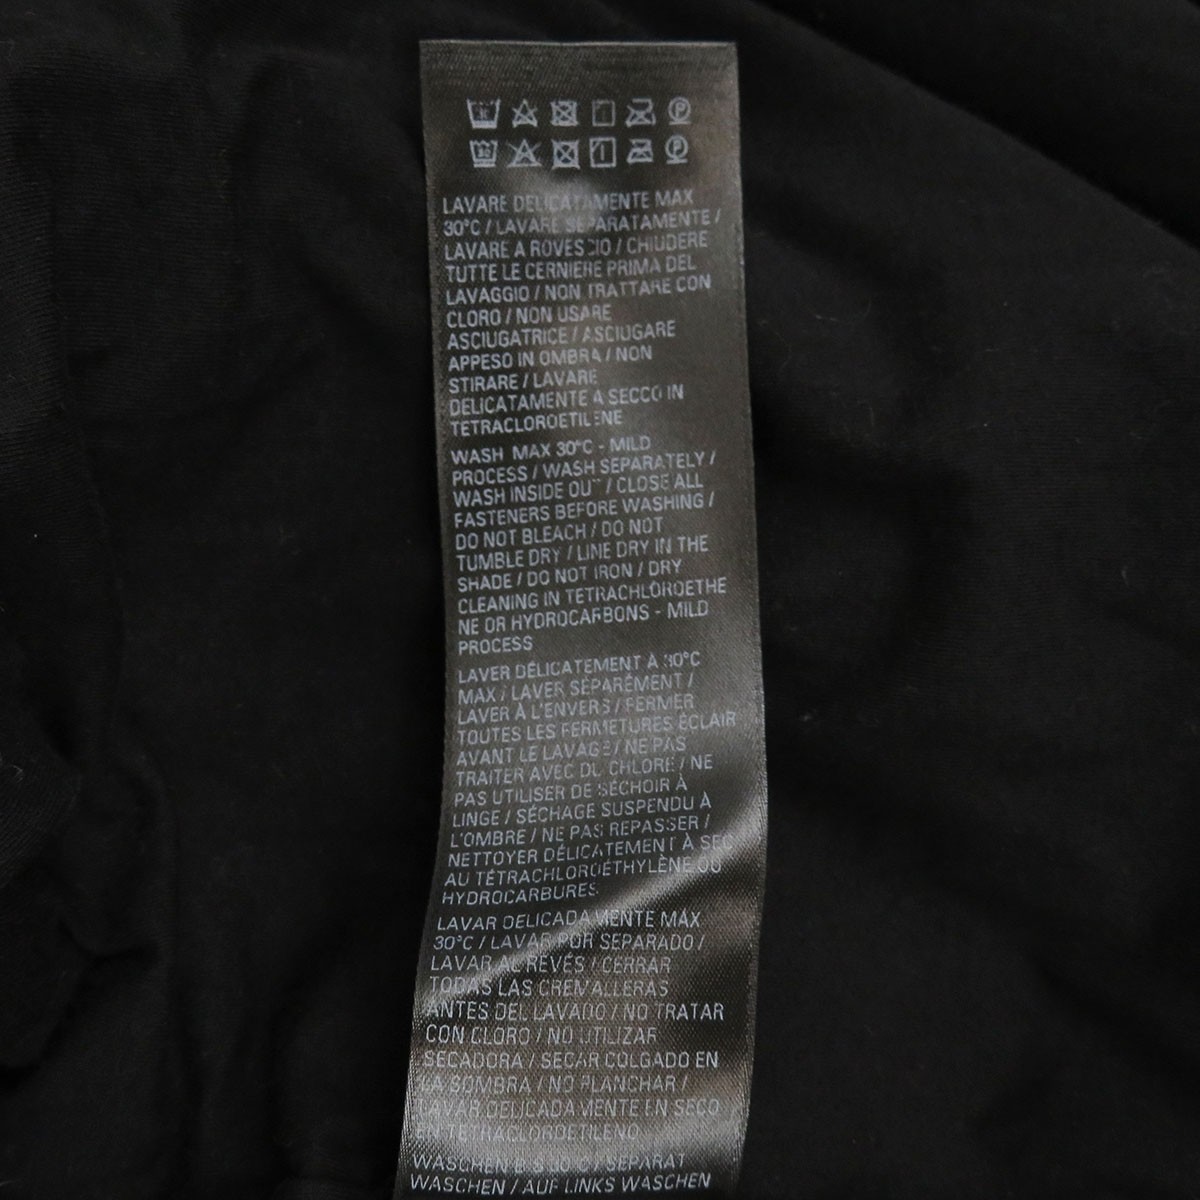 LAVARE DELICATAMENTE MAX
30°C / LAVARE SEPARATAMENTE /
LAVARE A ROVESCIO / CHIUDERE
TUTTE LE CERNIERE PRIMA DEL
LAVAGGIO / NON TRATTARE CON
CLORO / NON USARE
ASCIUGATRICE / ASCIUGARE
APPESO IN OMBRA / NON
STIRARE / LAVARE
DELICATAMENTE A SECCO IN
TETRACLOROETILENE
WASH MAX 30°C - MILD
PROCESS / WASH SEPARATELY /
WASH INSIDE OUT / CLOSE ALL
FASTENERS BEFORE WASHING /
DO NOT BLEACH / DO NOT
TUMBLE DRY / LINE DRY IN THE
SHADE / DO NOT IRON / DRY
CLEANING IN TETRACHLOROETHE
NE OR HYDROCARBONS - MILD
PROCESS
LAVER DÉLICATEMENT À 30°C
MAX / LAVER SÉPARÉMENT /
LAVER À L'ENVERS / FERMER
TOUTES LES FERMETURES ÉCLAIR
AVANT LE LAVAGE / NE PAS
TRAITER AVEC DU CHLORE / NE
PAS UTILISER DE SÉCHOIR À
LINGE / SÉCHAGE SUSPENDU À
L'OMBRE / NE PAS REPASSER /
NETTOYER DÉLICATEMENT À SEC
AU TÉTRACHLOROÉTHYLÈNE OU
HYDROCARBURES
LAVAR DELICADAMENTE MÁX
30°C / LAVAR POR SEPARADO /
LAVAR AL REVÉS / CERRAR
TODAS LAS CREMALLERAS
ANTES DEL LAVADO / NO TRATAR
CON CLORO / NO UTILIZAR
SECADORA / SECAR COLGADO EN
LA SOMBRA / NO PLANCHAR /
LAVAR DELICADAMENTE EN SECO
EN TETRACLOROETILENO
WASCHEN BIS 30°C / SEPARAT
WASCHEN / AUF LINKS WASCHEN